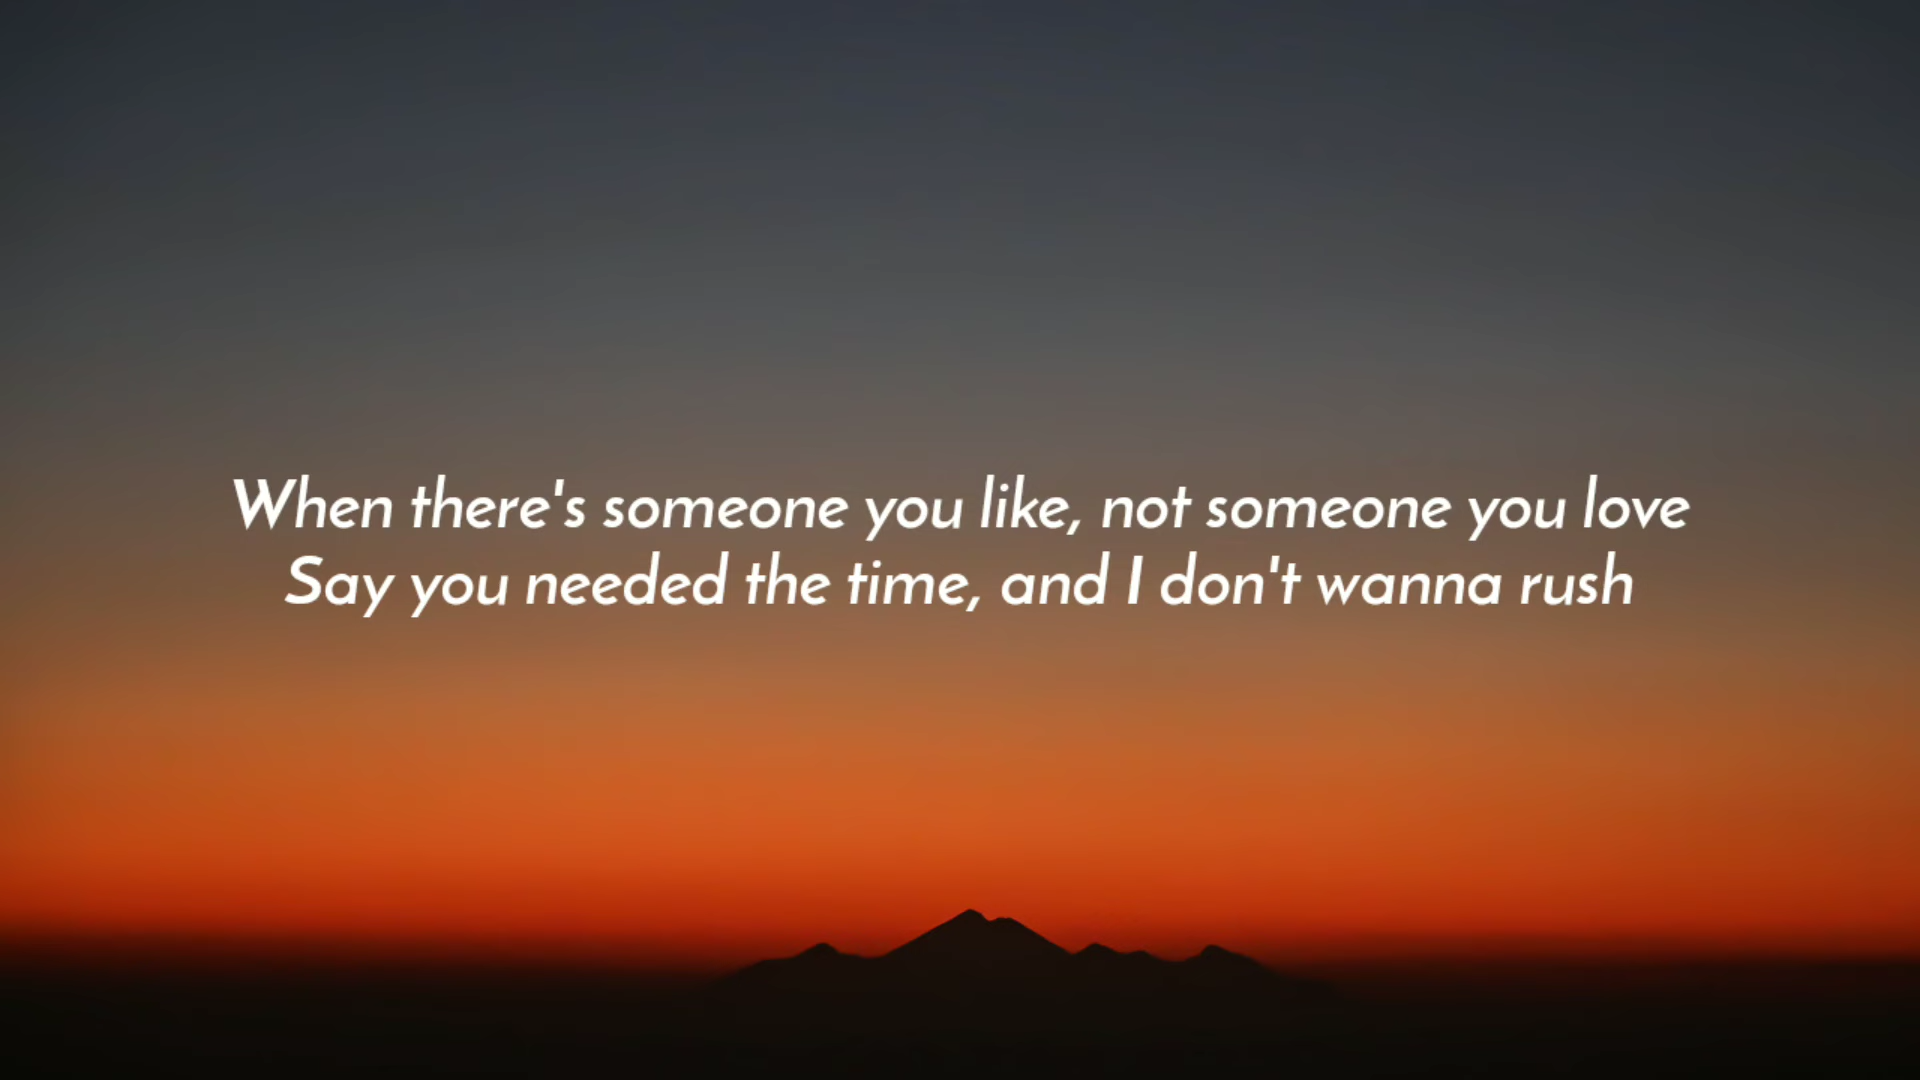 When there's someone you like, not someone you love
Say you needed the time, and I don't wanna rush